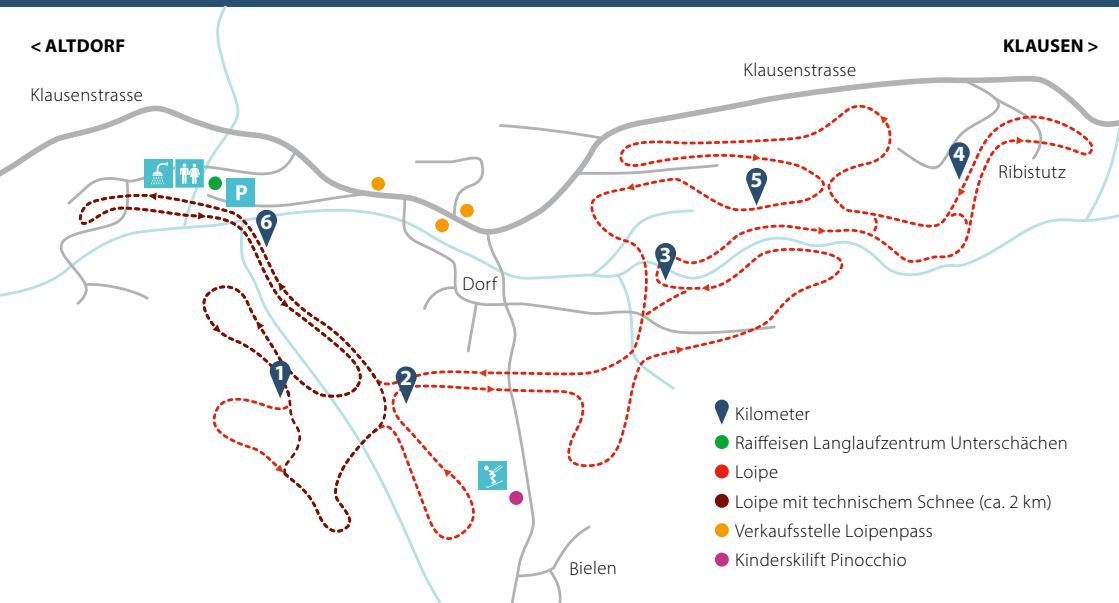 < ALTDORF
KLAUSEN >
Klausenstrasse
Klausenstrasse
4
Ribistutz
P
5
6
3
Dorf
1
2
Kilometer
Raiffeisen Langlaufzentrum Unterschächen
Loipe
Loipe mit technischem Schnee (ca. 2 km)
Verkaufsstelle Loipenpass
Kinderskilift Pinocchio
Bielen